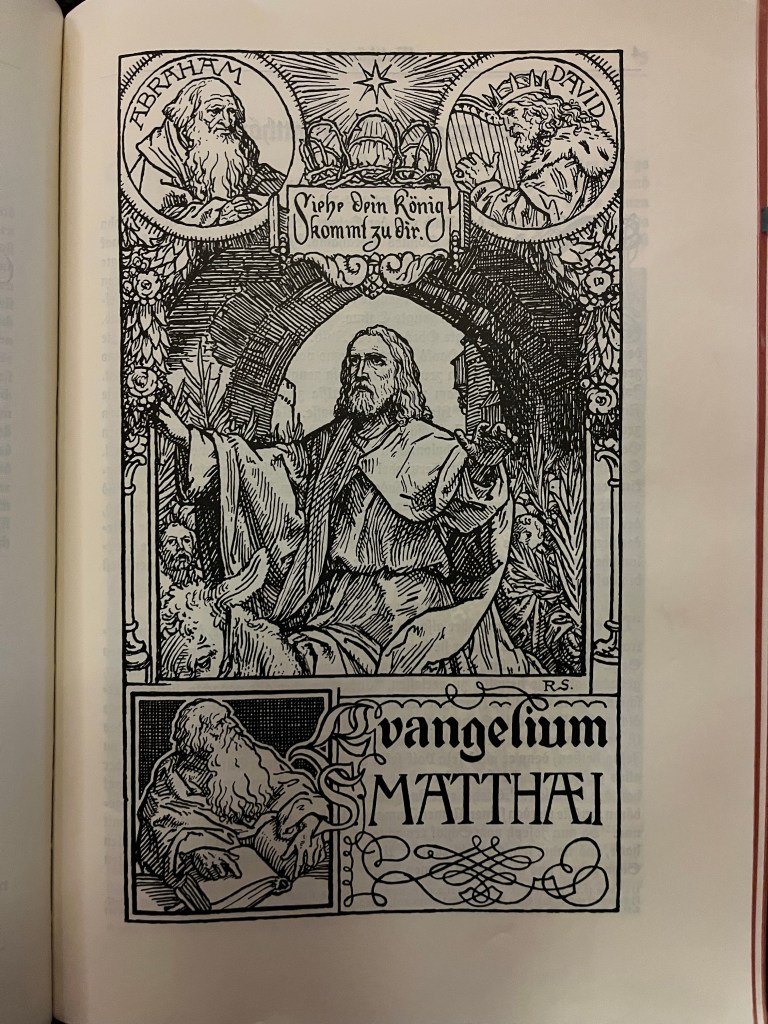 ABRAHAM
DAVID
Siehe dein König
kommt zu dir.
R.S.
Evangelium
S. MATTHÆI